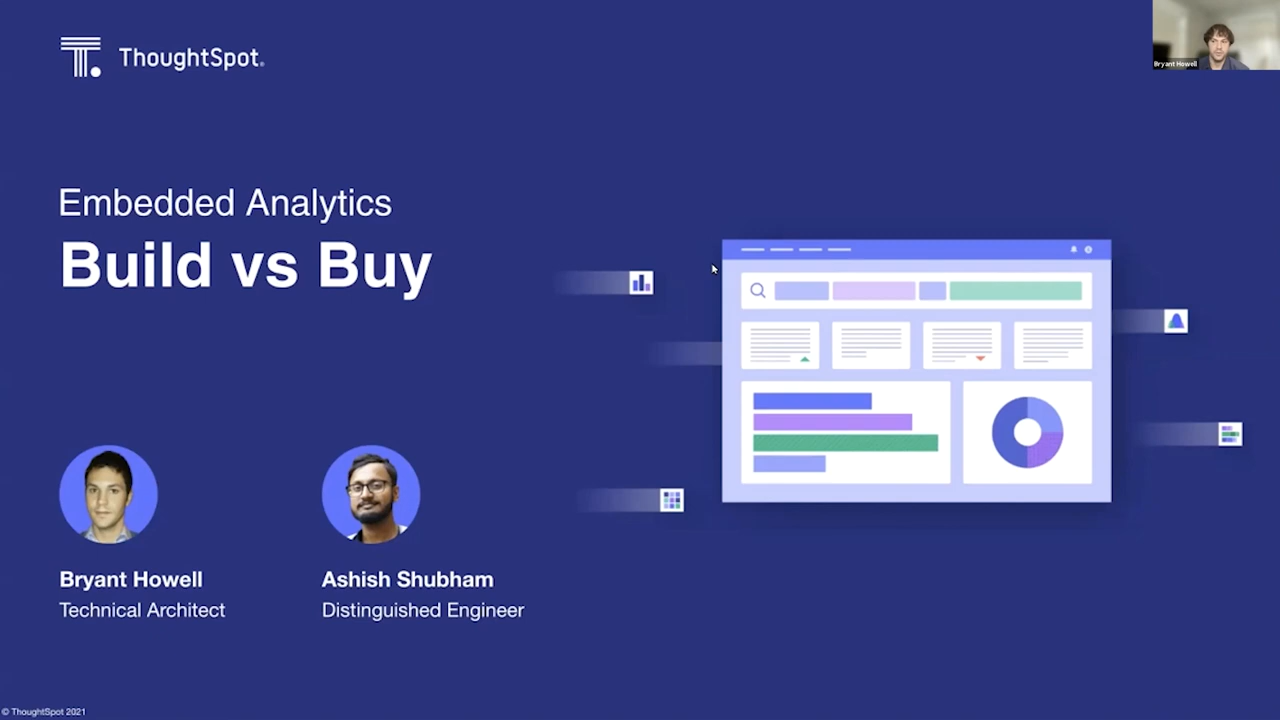 ThoughtSpot.
Bryant Howell
Embedded Analytics
Build vs Buy
Bryant Howell
Technical Architect
Ashish Shubham
Distinguished Engineer
© ThoughtSpot 2021